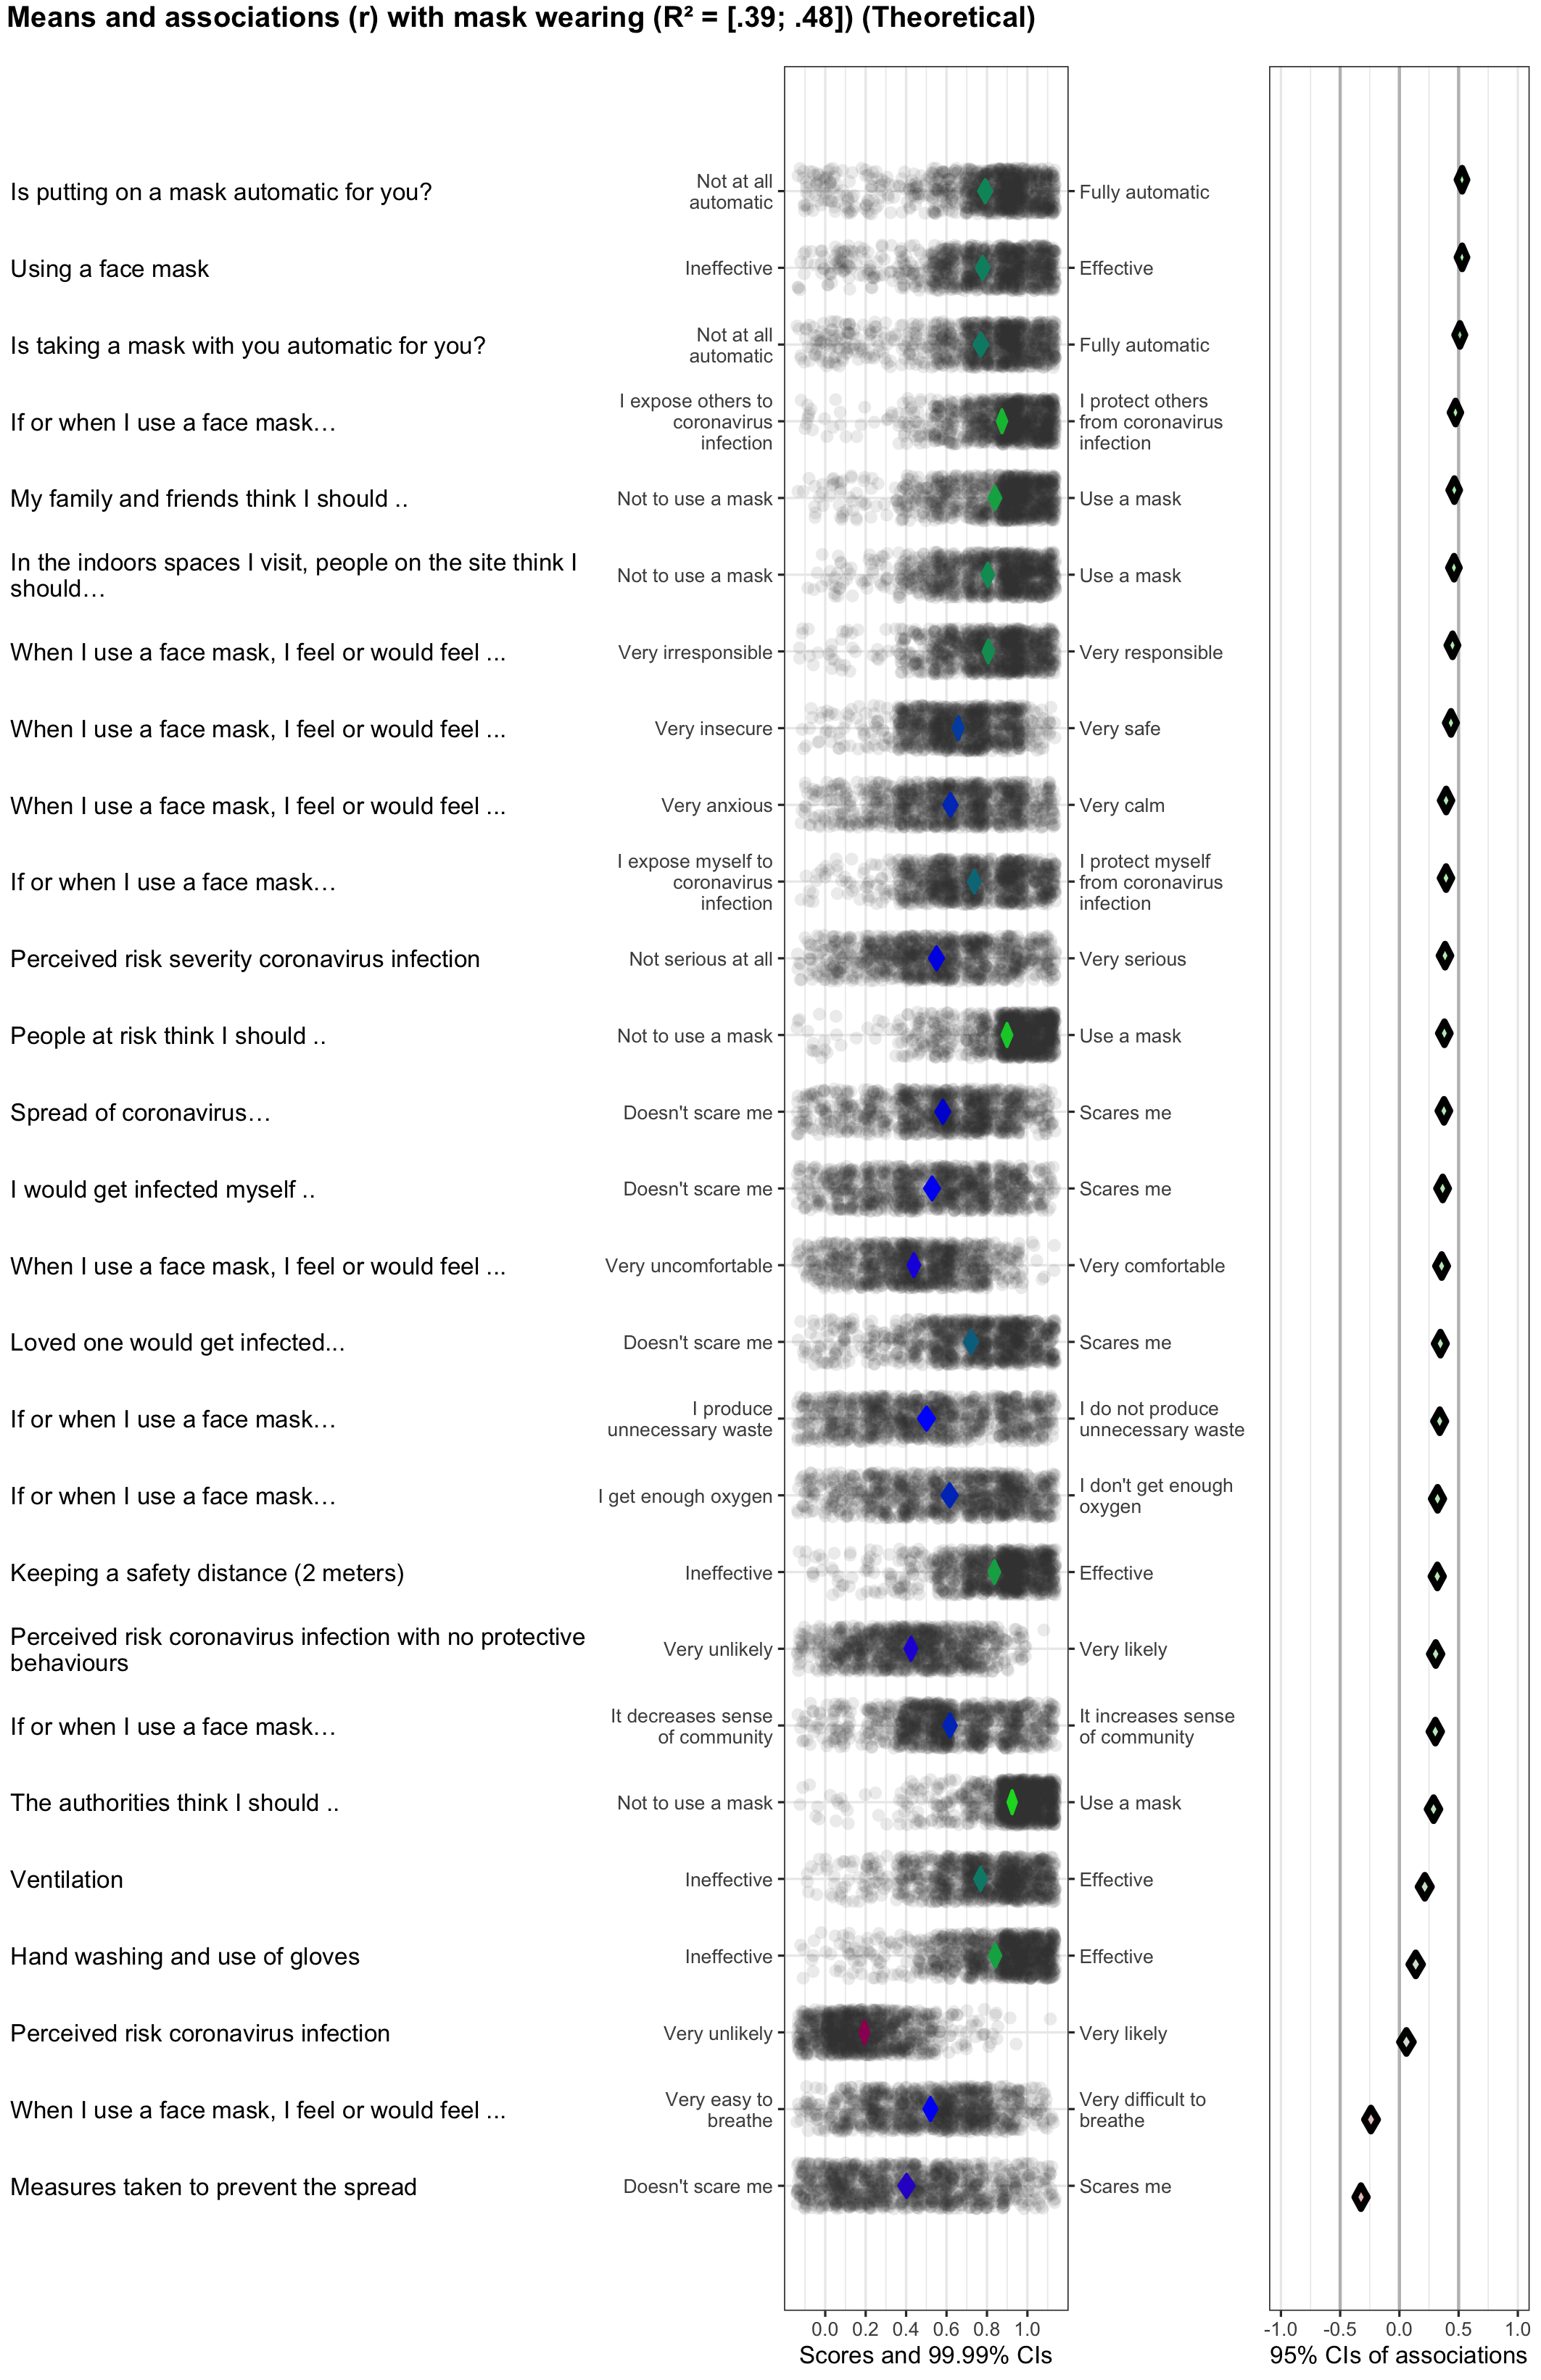 Means and associations (r) with mask wearing (R² = [.39; .48]) (Theoretical)
Is putting on a mask automatic for you?
Not at all
automatic
Fully automatic
Using a face mask
Ineffective
Effective
Is taking a mask with you automatic for you?
Not at all
automatic
Fully automatic
If or when I use a face mask…
I expose others to
coronavirus
infection
I protect others
from coronavirus
infection
My family and friends think I should ..
Not to use a mask
Use a mask
In the indoors spaces I visit, people on the site think I
should…
Not to use a mask
Use a mask
When I use a face mask, I feel or would feel ...
Very irresponsible
Very responsible
When I use a face mask, I feel or would feel ...
Very insecure
Very safe
When I use a face mask, I feel or would feel ...
Very anxious
Very calm
If or when I use a face mask…
I expose myself to
coronavirus
infection
I protect myself
from coronavirus
infection
Perceived risk severity coronavirus infection
Not serious at all
Very serious
People at risk think I should ..
Not to use a mask
Use a mask
Spread of coronavirus…
Doesn't scare me
Scares me
I would get infected myself ..
Doesn't scare me
Scares me
When I use a face mask, I feel or would feel ...
Very uncomfortable
Very comfortable
Loved one would get infected...
Doesn't scare me
Scares me
If or when I use a face mask…
I produce
unnecessary waste
I do not produce
unnecessary waste
If or when I use a face mask…
I get enough oxygen
I don't get enough
oxygen
Keeping a safety distance (2 meters)
Ineffective
Effective
Perceived risk coronavirus infection with no protective
behaviours
Very unlikely
Very likely
If or when I use a face mask…
It decreases sense
of community
It increases sense
of community
The authorities think I should ..
Not to use a mask
Use a mask
Ventilation
Ineffective
Effective
Hand washing and use of gloves
Ineffective
Effective
Perceived risk coronavirus infection
Very unlikely
Very likely
When I use a face mask, I feel or would feel ...
Very easy to
breathe
Very difficult to
breathe
Measures taken to prevent the spread
Doesn't scare me
Scares me
0.0 0.2 0.4 0.6 0.8 1.0
Scores and 99.99% CIs
-1.0 -0.5 0.0 0.5 1.0
95% CIs of associations